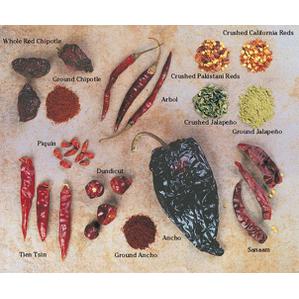 Crushed California Reds
Whole Red Chipotle
Ground Chipotle
Crushed Pakistani Reds
Arbol
Crushed Jalapeño
Ground Jalapeño
Piquin
Dundicut
Tien Tsin
Ground Ancho
Ancho
Sanaam